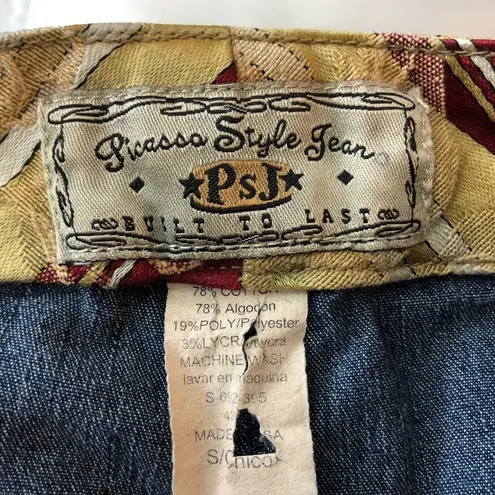 Picasso Style Jean
PSJ
BUILT TO LAST
78% COTTON
78% Algodon
19%POLY/Polyester
3%LYCRA/Lycra
MACHINE WASH
lavar en maquina
MADE USA
S/Chico